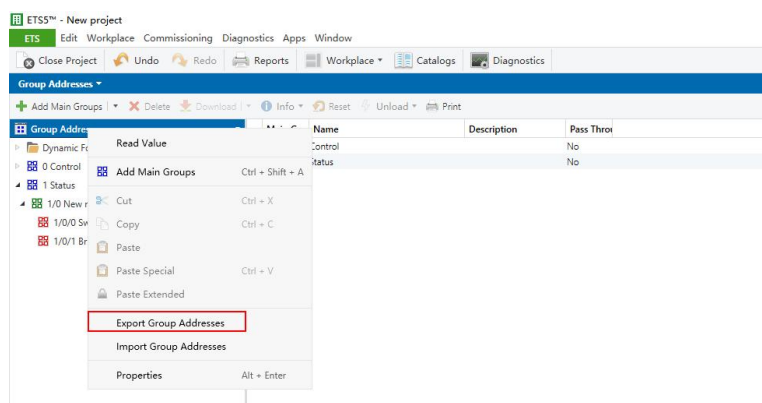 ETS5™ - New project
ETS Edit Workplace Commissioning Diagnostics Apps Window
Close Project Undo Redo Reports Workplace Catalogs Diagnostics
Group Addresses
Add Main Groups Delete Download Info Reset Unload Print
Group Addres Name Description Pass Throu
Dynamic Fo Read Value Control No
0 Control Add Main Groups Ctrl + Shift + A Status No
1 Status
1/0 New r Cut Ctrl + X
1/0/0 Sw Copy Ctrl + C
1/0/1 Br Paste
Paste Special Ctrl + V
Paste Extended
Export Group Addresses
Import Group Addresses
Properties Alt + Enter